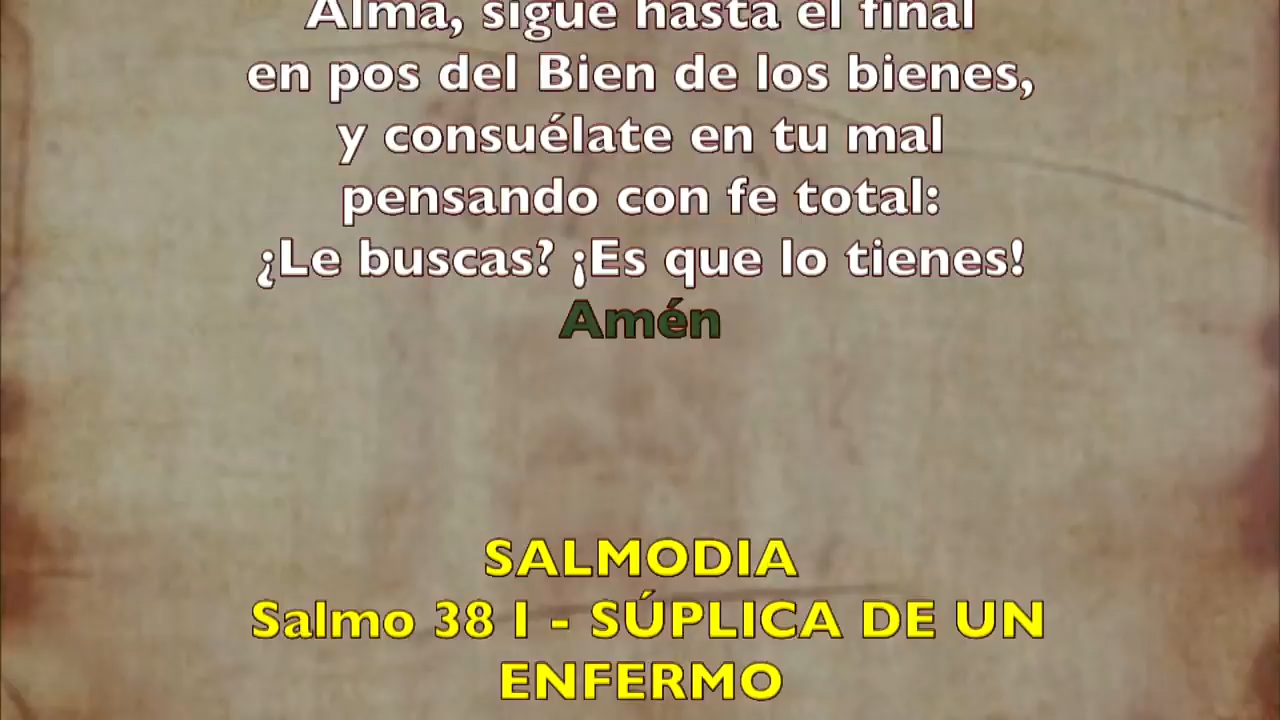 Alma, sigue hasta el final
en pos del Bien de los bienes,
y consuélate en tu mal
pensando con fe total:
¿Le buscas? ¡Es que lo tienes!
Amén
SALMODIA
Salmo 38 I - SÚPLICA DE UN
ENFERMO